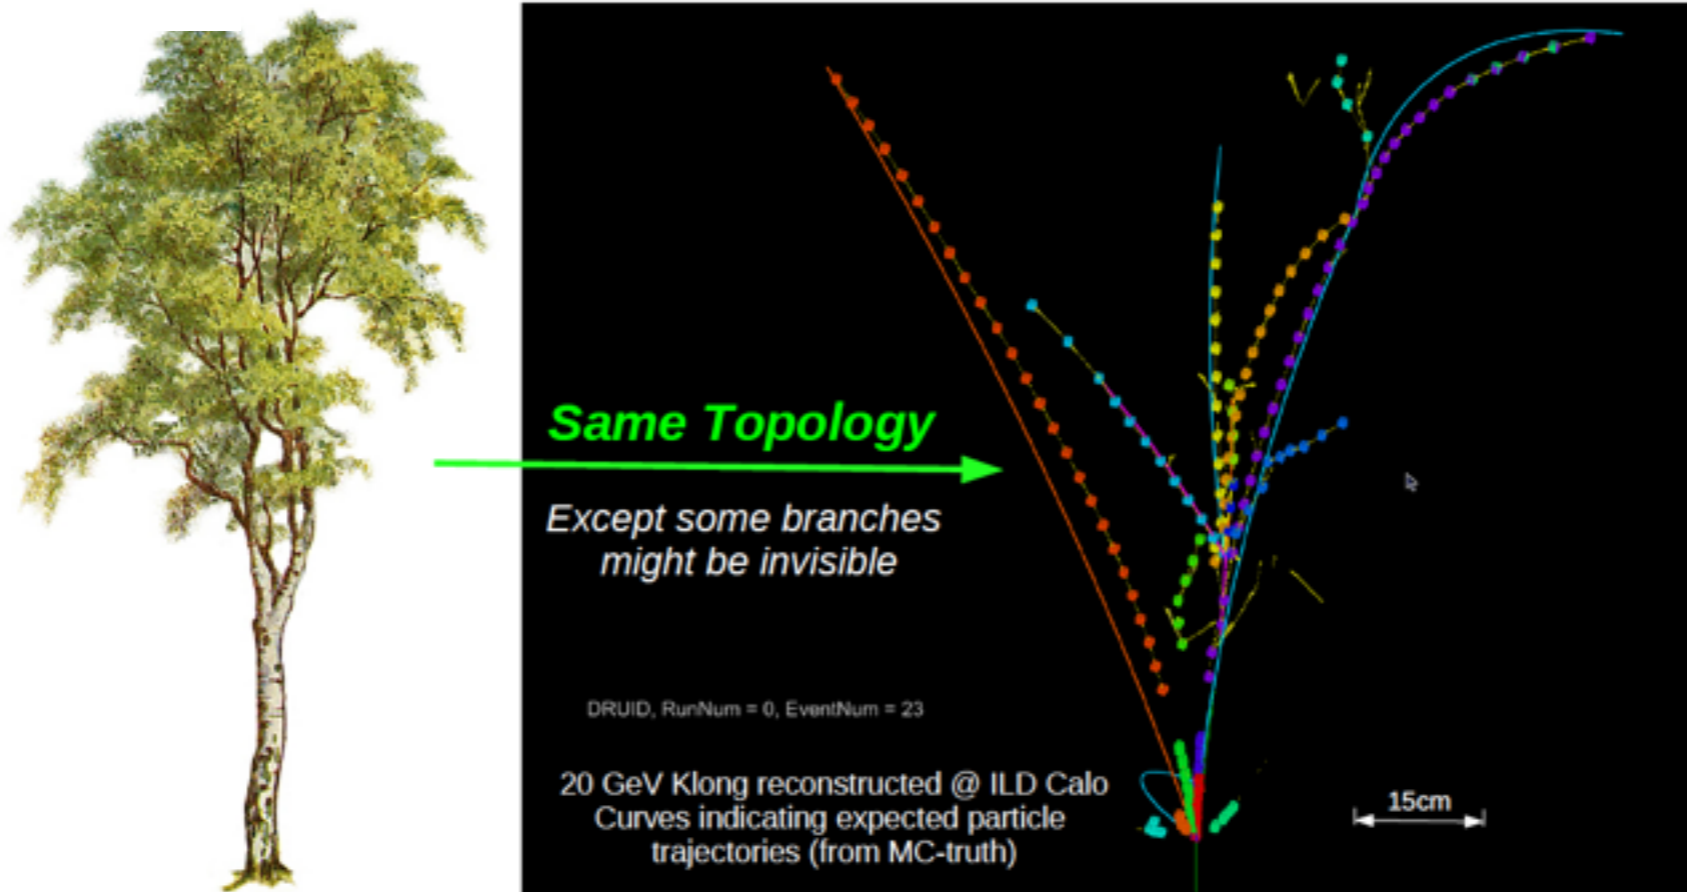 Same Topology
Except some branches
might be invisible
DRUID, RunNum = 0, EventNum = 23
20 GeV Klong reconstructed @ ILD Calo
Curves indicating expected particle
trajectories (from MC-truth)
15cm